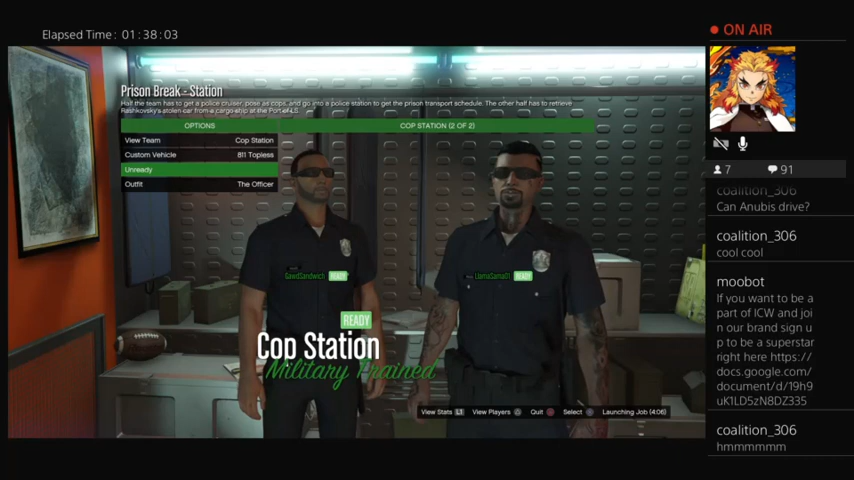 Elapsed Time: 01:38:03
ON AIR
Prison Break - Station
Half the team has to get a police cruiser, pose as cops, and go into a police station to get the prison transport schedule. The other half has to retrieve
Rashkovsky's stolen car from a cargo ship at the Port of LS.
OPTIONS
COP STATION (2 OF 2)
View Team Cop Station
Custom Vehicle 811 Topless
Unready
Outfit The Officer
GawdSandwich READY
LlamaSama01 READY
READY
Cop Station
Military Trained
View Stats L1 View Players Quit Select Launching Job (4:06)
7 91
coalition_306
Can Anubis drive?
coalition_306
cool cool
moobot
If you want to be a
part of ICW and joi
n our brand sign u
p to be a superstar
right here https://
docs.google.com/
document/d/19h9
uK1LD5zN8DZ335
coalition_306
hmmmmmm